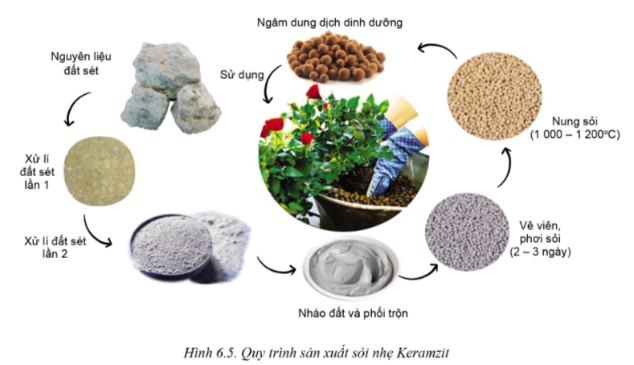 Ngâm dung dịch dinh dưỡng
Nguyên liệu
đất sét
Sử dụng
Nung sỏi
(1 000 – 1 200°C)
Xử lí
đất sét
lần 1
Xử lí đất sét
lần 2
Vê viên,
phơi sỏi
(2 – 3 ngày)
Nhào đất và phối trộn
Hình 6.5. Quy trình sản xuất sỏi nhẹ Keramzit